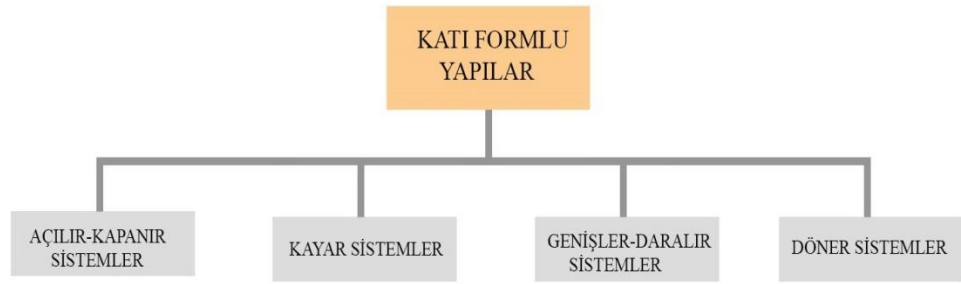 KATI FORMLU
YAPILAR
AÇILIR-KAPANIR
SİSTEMLER
KAYAR SİSTEMLER
GENİŞLER-DARALIR
SİSTEMLER
DÖNER SİSTEMLER